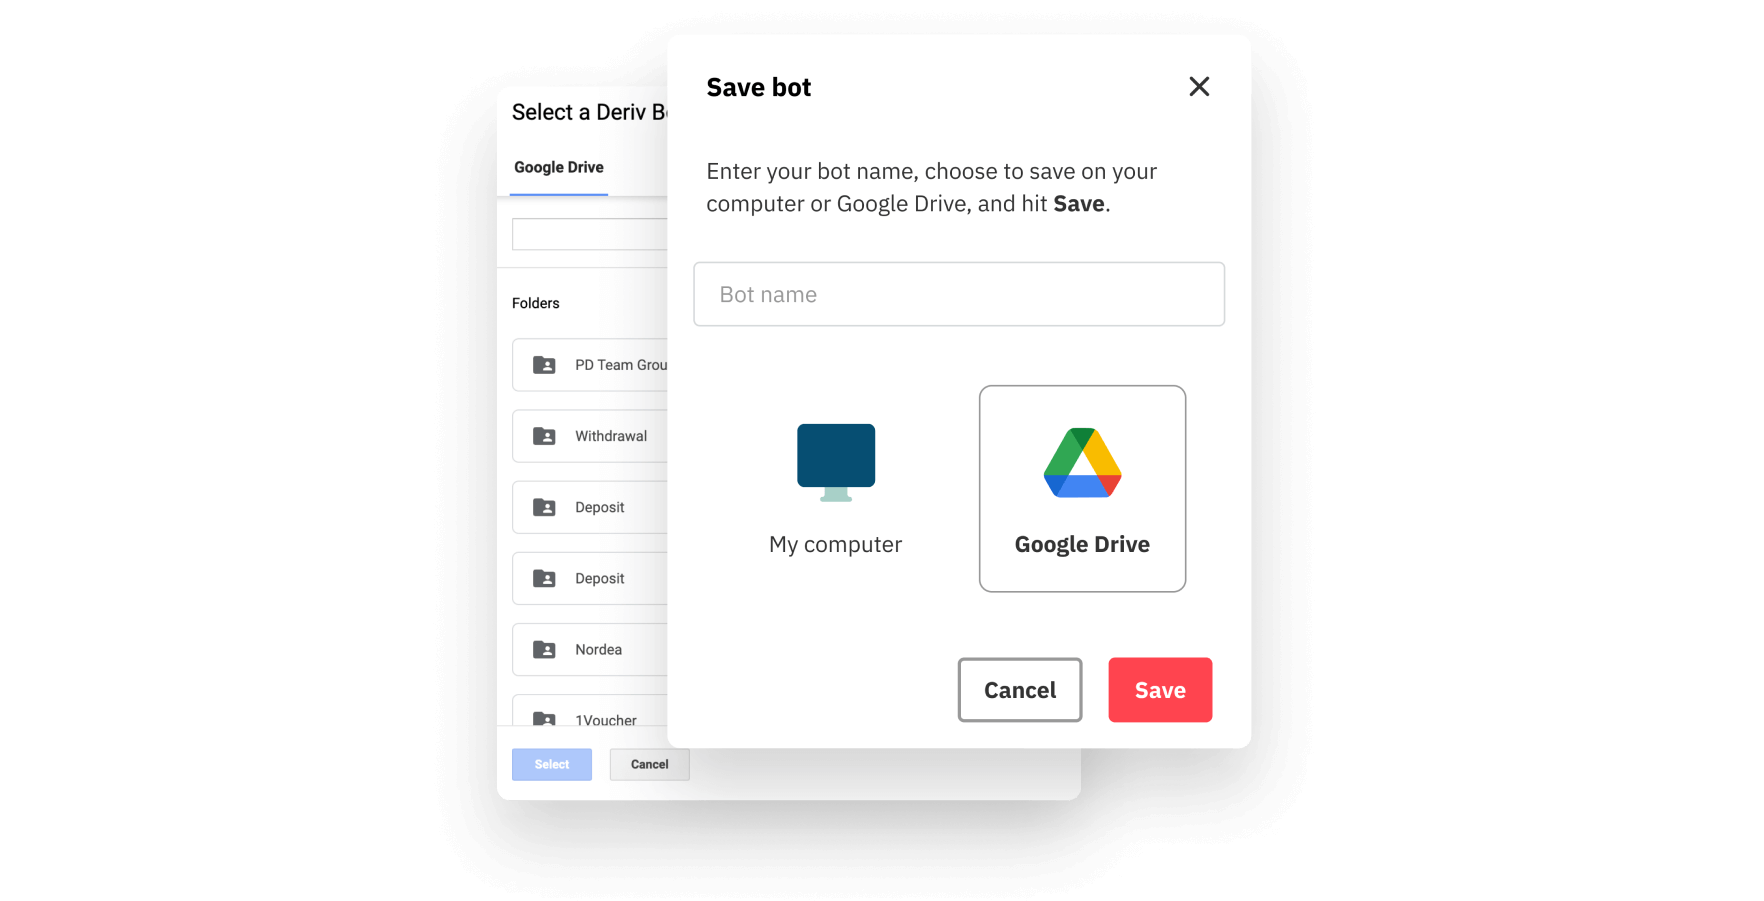 Save bot
Enter your bot name, choose to save on your
computer or Google Drive, and hit Save.
Bot name
My computer
Google Drive
Cancel
Save
Select a Deriv
Google Drive
Folders
PD Team
Withdrawal
Deposit
Deposit
Nordea
1Voucher
Select
Cancel